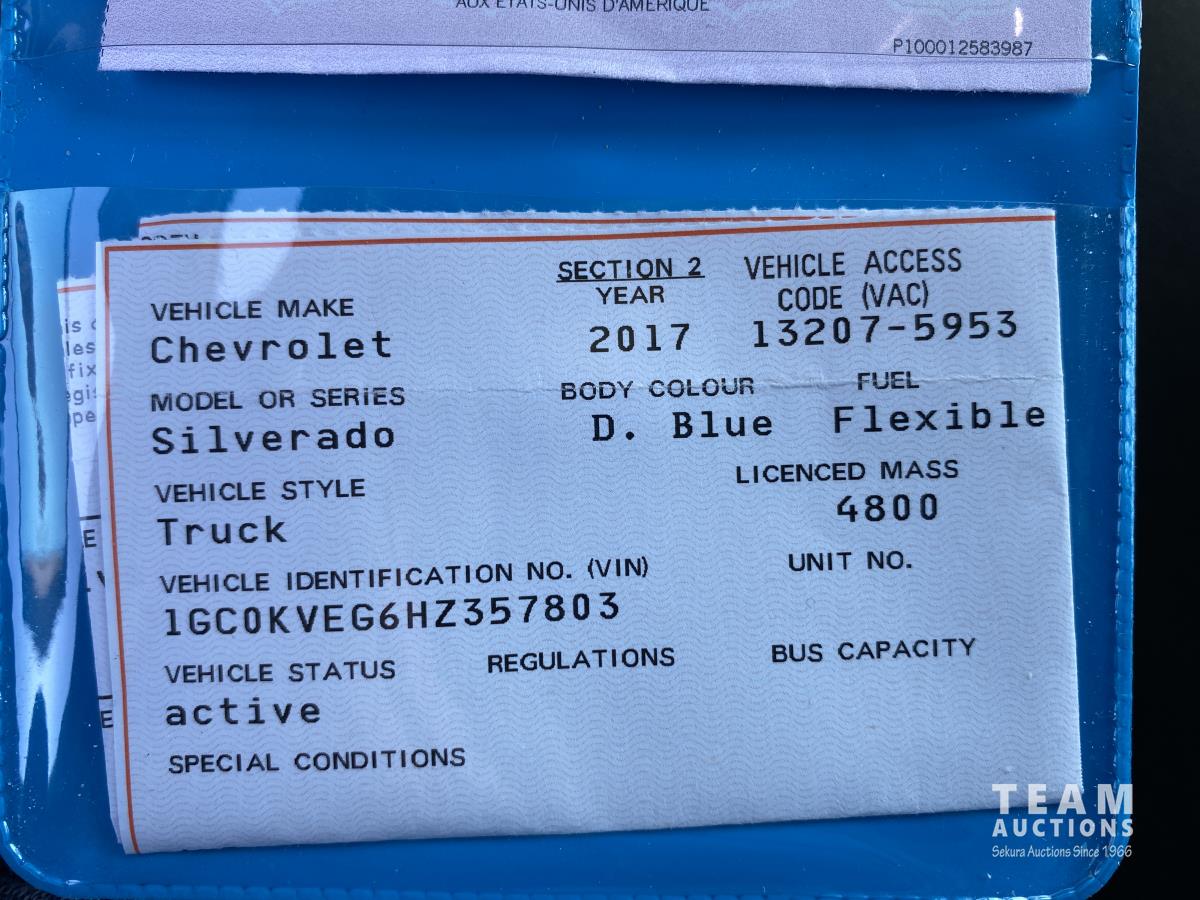 AUX ÉTATS-UNIS D'AMÉRIQUE
P100012583987
SECTION 2 VEHICLE ACCESS
VEHICLE MAKE YEAR CODE (VAC)
Chevrolet 2017 13207-5953
MODEL OR SERIES BODY COLOUR FUEL
Silverado D. Blue Flexible
VEHICLE STYLE LICENCED MASS
Truck 4800
VEHICLE IDENTIFICATION NO. (VIN) UNIT NO.
1GC0KVEG6HZ357803
VEHICLE STATUS REGULATIONS BUS CAPACITY
active
SPECIAL CONDITIONS
TEAM
AUCTIONS
Sekura Auctions Since 1966